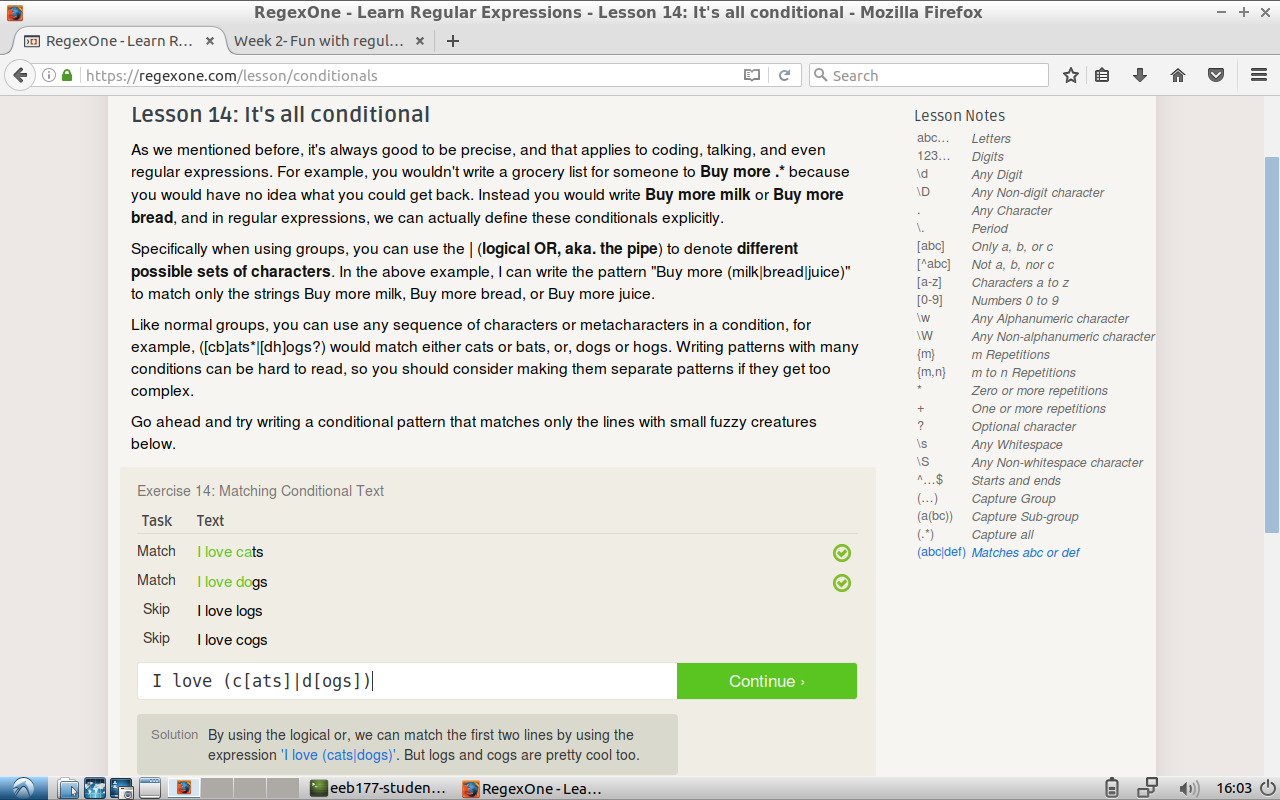 RegexOne - Learn Regular Expressions - Lesson 14: It's all conditional - Mozilla Firefox
RegexOne - Learn R...
Week 2- Fun with regul...
https://regexone.com/lesson/conditionals
Search
Lesson 14: It's all conditional
As we mentioned before, it's always good to be precise, and that applies to coding, talking, and even
regular expressions. For example, you wouldn't write a grocery list for someone to Buy more .* because
you would have no idea what you could get back. Instead you would write Buy more milk or Buy more
bread, and in regular expressions, we can actually define these conditionals explicitly.
Specifically when using groups, you can use the | (logical OR, aka. the pipe) to denote different
possible sets of characters. In the above example, I can write the pattern "Buy more (milk|bread|juice)"
to match only the strings Buy more milk, Buy more bread, or Buy more juice.
Like normal groups, you can use any sequence of characters or metacharacters in a condition, for
example, ([cb]ats*|[dh]ogs?) would match either cats or bats, or, dogs or hogs. Writing patterns with many
conditions can be hard to read, so you should consider making them separate patterns if they get too
complex.
Go ahead and try writing a conditional pattern that matches only the lines with small fuzzy creatures
below.
Exercise 14: Matching Conditional Text
Task Text
Match I love cats
Match I love dogs
Skip I love logs
Skip I love cogs
I love (c[ats]|d[ogs])
Continue ›
Solution By using the logical or, we can match the first two lines by using the
expression 'I love (cats|dogs)'. But logs and cogs are pretty cool too.
Lesson Notes
abc… Letters
123… Digits
\d Any Digit
\D Any Non-digit character
. Any Character
\. Period
[abc] Only a, b, or c
[^abc] Not a, b, nor c
[a-z] Characters a to z
[0-9] Numbers 0 to 9
\w Any Alphanumeric character
\W Any Non-alphanumeric character
{m} m Repetitions
{m,n} m to n Repetitions
* Zero or more repetitions
+ One or more repetitions
? Optional character
\s Any Whitespace
\S Any Non-whitespace character
^…$ Starts and ends
(…) Capture Group
(a(bc)) Capture Sub-group
(.*) Capture all
(abc|def) Matches abc or def
eeb177-studen...
RegexOne - Lea...
16:03